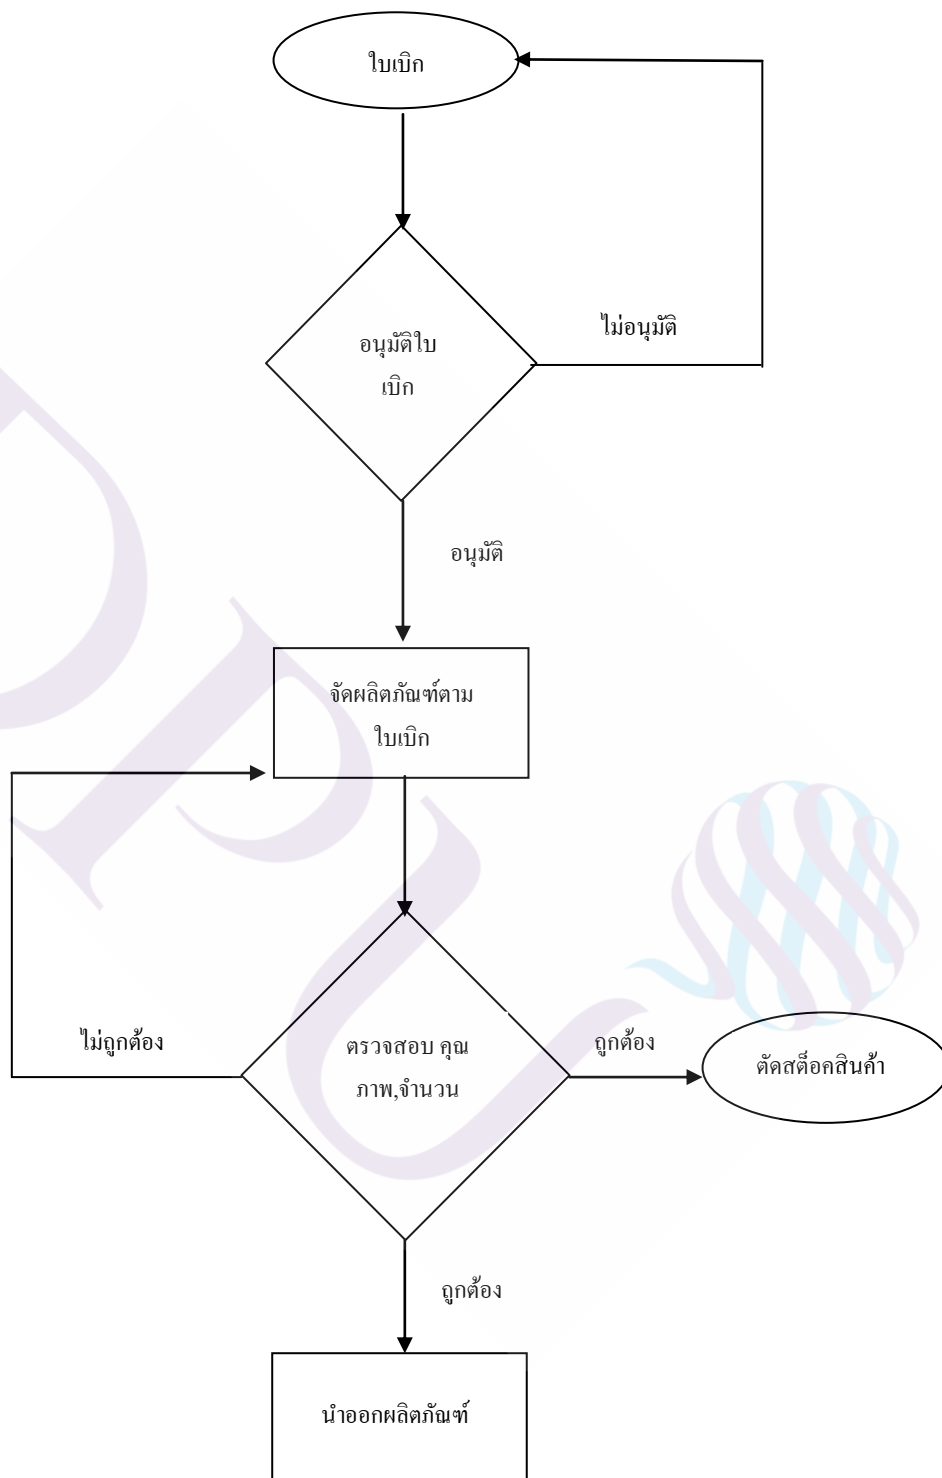 ใบเบิก
ไม่อนุมัติ
อนุมัติใบ
เบิก
อนุมัติ
จัดผลิตภัณฑ์ตาม
ใบเบิก
ไม่ถูกต้อง
ตรวจสอบ คุณ
ภาพ,จำนวน
ถูกต้อง
ตัดสต็อคสินค้า
ถูกต้อง
นำออกผลิตภัณฑ์
DPU